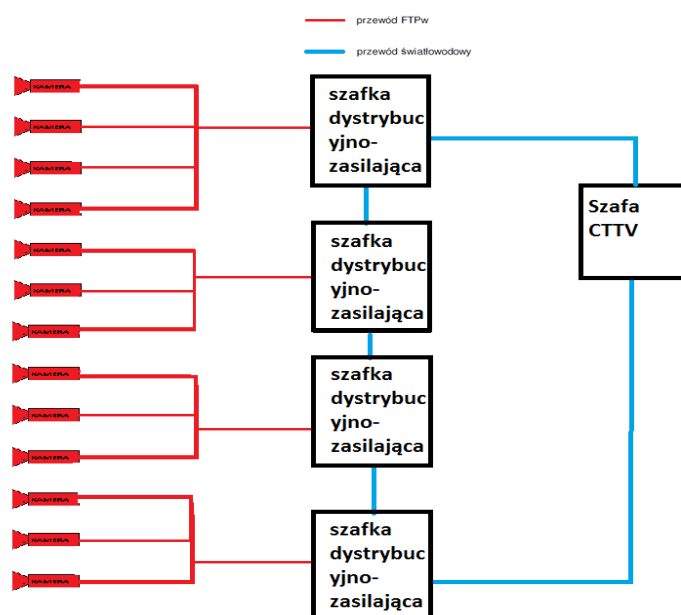 przewód FTPw
przewód światłowodowy
KAMERA
KAMERA
KAMERA
KAMERA
szafka
dystrybuc
yjno-
zasilająca
Szafa
CTTV
KAMERA
KAMERA
KAMERA
szafka
dystrybuc
yjno-
zasilająca
KAMERA
KAMERA
KAMERA
szafka
dystrybuc
yjno-
zasilająca
KAMERA
KAMERA
KAMERA
szafka
dystrybuc
yjno-
zasilająca